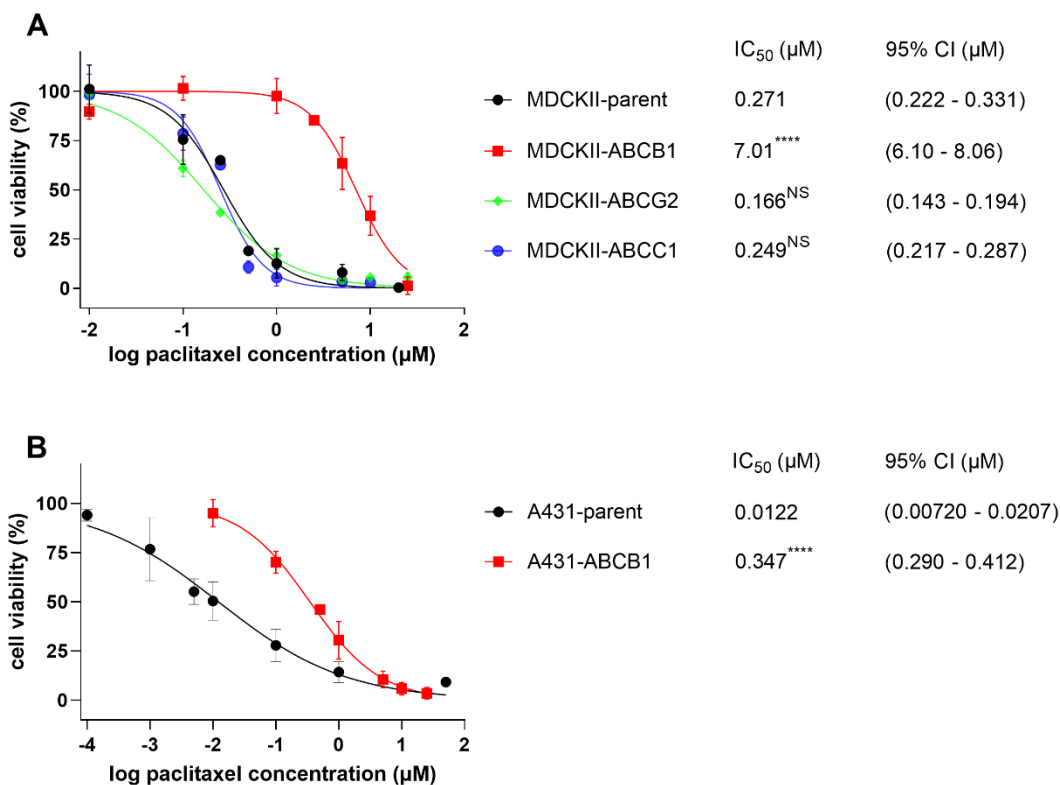 A
IC50 (µM) 95% CI (µM)
MDCKII-parent 0.271 (0.222 - 0.331)
MDCKII-ABCB1 7.01**** (6.10 - 8.06)
MDCKII-ABCG2 0.166NS (0.143 - 0.194)
MDCKII-ABCC1 0.249NS (0.217 - 0.287)
cell viability (%)
100
75
50
25
0
-2 -1 0 1 2
log paclitaxel concentration (µM)
B
IC50 (µM) 95% CI (µM)
A431-parent 0.0122 (0.00720 - 0.0207)
A431-ABCB1 0.347**** (0.290 - 0.412)
cell viability (%)
100
75
50
25
0
-4 -3 -2 -1 0 1 2
log paclitaxel concentration (µM)